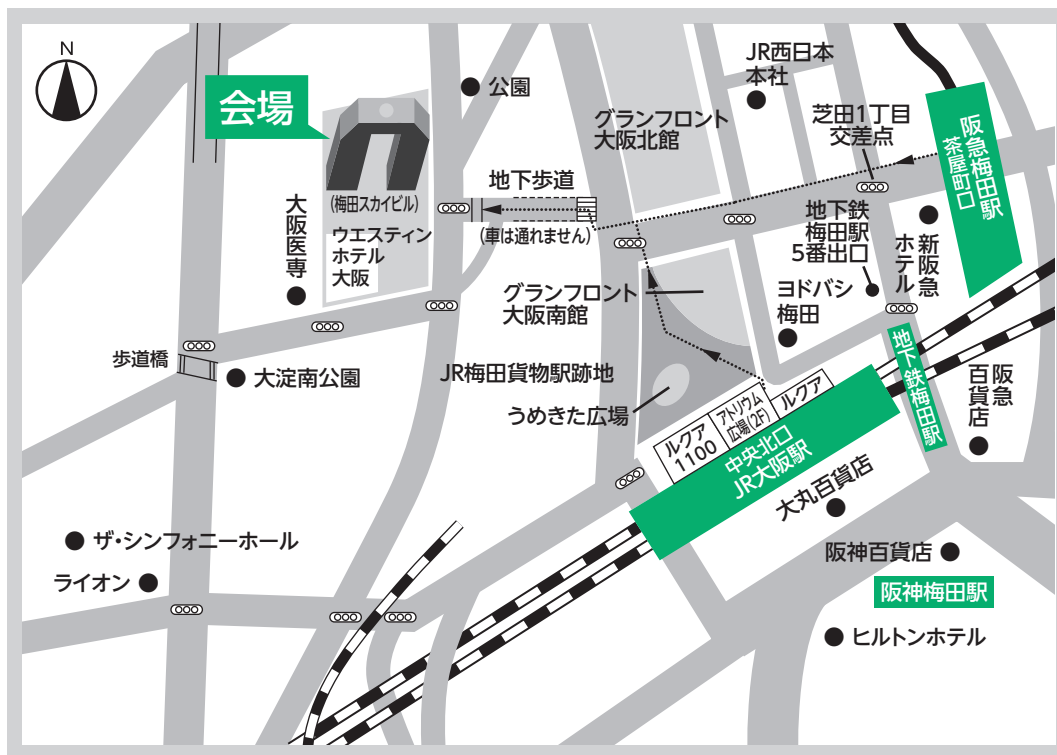 N
会場
(梅田スカイビル)
ウエスティン
ホテル
大阪
大阪医専
公園
地下歩道
(車は通れません)
グランフロント
大阪北館
JR西日本
本社
芝田1丁目
交差点
阪急梅田駅
茶屋町口
地下鉄
梅田駅
5番出口
新阪急
ホテル
ヨドバシ
梅田
グランフロント
大阪南館
JR梅田貨物駅跡地
うめきた広場
歩道橋
大淀南公園
ルクア
1100
アトリウム
広場(2F)
ルクア
中央北口
JR大阪駅
地下鉄梅田駅
阪急
百貨店
大丸百貨店
阪神百貨店
阪神梅田駅
ヒルトンホテル
ザ・シンフォニーホール
ライオン